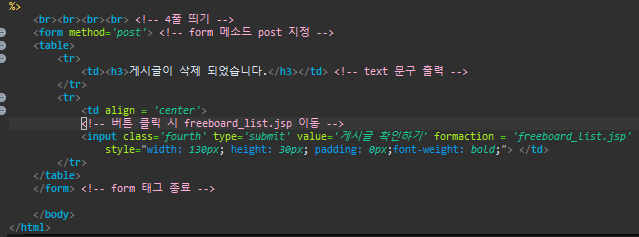 %>
<br><br><br><br> <!-- 4줄 띄기 -->
<form method='post'> <!-- form 메소드 post 지정 -->
<table>
<tr>
<td><h3>게시글이 삭제 되었습니다.</h3></td> <!-- text 문구 출력 -->
</tr>
<tr>
<td align = 'center'>
<!-- 버튼 클릭 시 freeboard_list.jsp 이동 -->
<input class='fourth' type='submit' value='게시글 확인하기' formaction = 'freeboard_list.jsp'
style="width: 130px; height: 30px; padding: 0px;font-weight: bold;"> </td>
</tr>
</table>
</form> <!-- form 태그 종료 -->
</body>
</html>